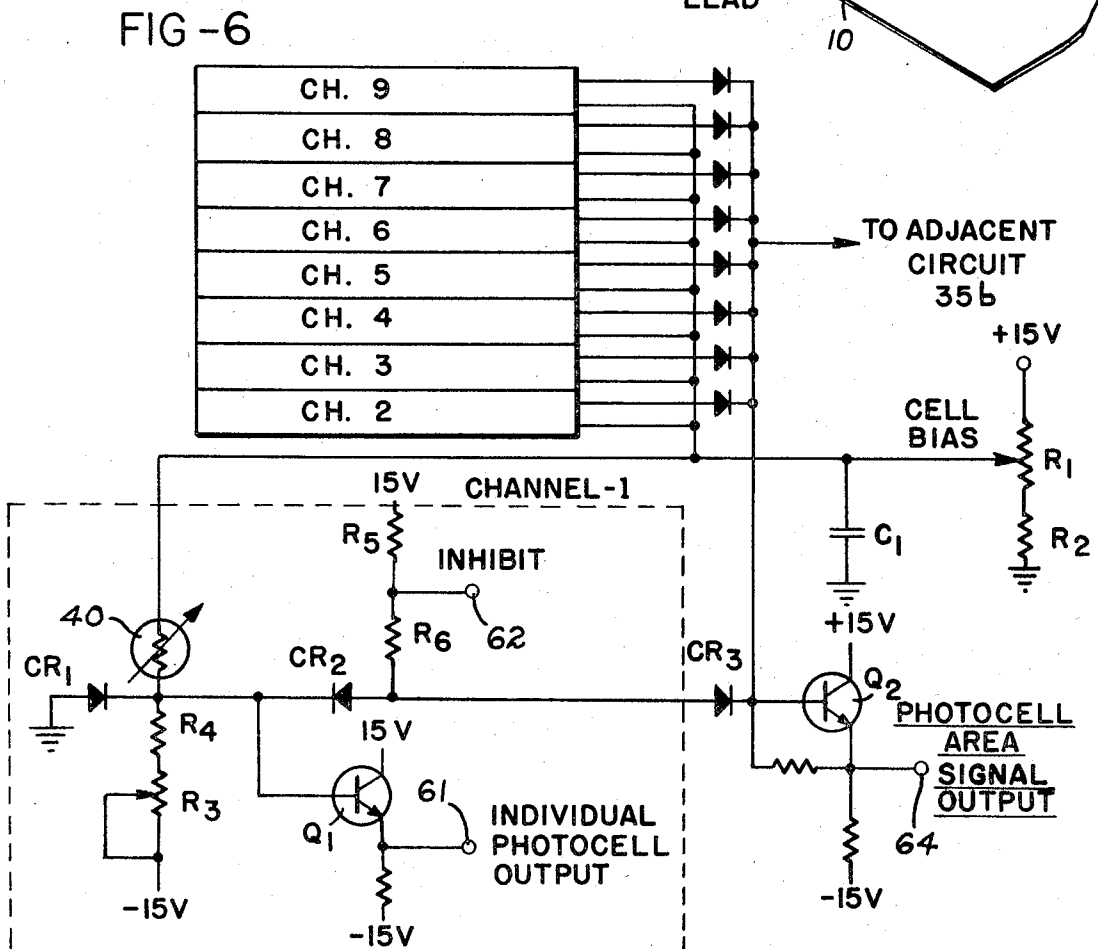 LEAD
10
FIG-6
CH. 9
CH. 8
CH. 7
CH. 6
CH. 5
CH. 4
CH. 3
CH. 2
TO ADJACENT
CIRCUIT
35b
+15V
CELL
BIAS
R1
R2
C1
15V
CHANNEL-1
R5
INHIBIT
62
R6
40
CR1
CR2
CR3
R4
R3
-15V
15V
Q1
61
INDIVIDUAL
PHOTOCELL
OUTPUT
-15V
+15V
Q2
PHOTOCELL
AREA
SIGNAL
OUTPUT
64
-15V